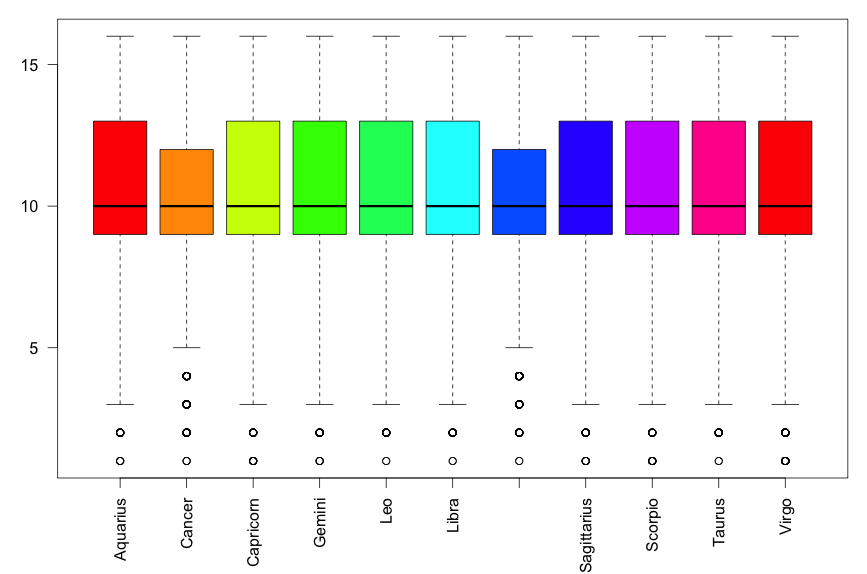 15
10
5
Aquarius
Cancer
Capricorn
Gemini
Leo
Libra
Sagittarius
Scorpio
Taurus
Virgo